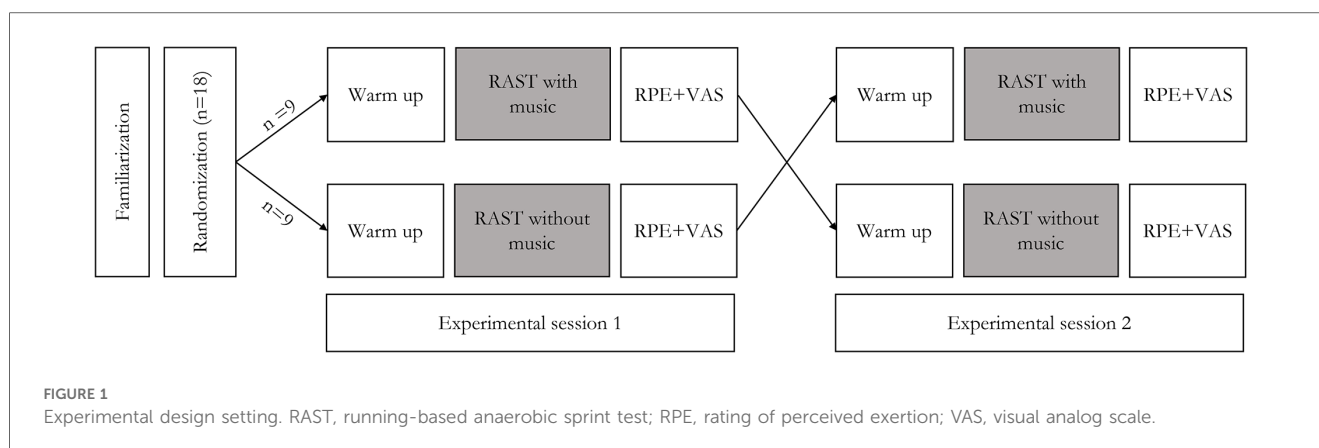 Familiarization
Randomization (n=18)
n =9
n=9
Warm up
RAST with
music
RPE+VAS
Warm up
RAST with
music
RPE+VAS
Warm up
RAST without
music
RPE+VAS
Warm up
RAST without
music
RPE+VAS
Experimental session 1
Experimental session 2
FIGURE 1
Experimental design setting. RAST, running-based anaerobic sprint test; RPE, rating of perceived exertion; VAS, visual analog scale.